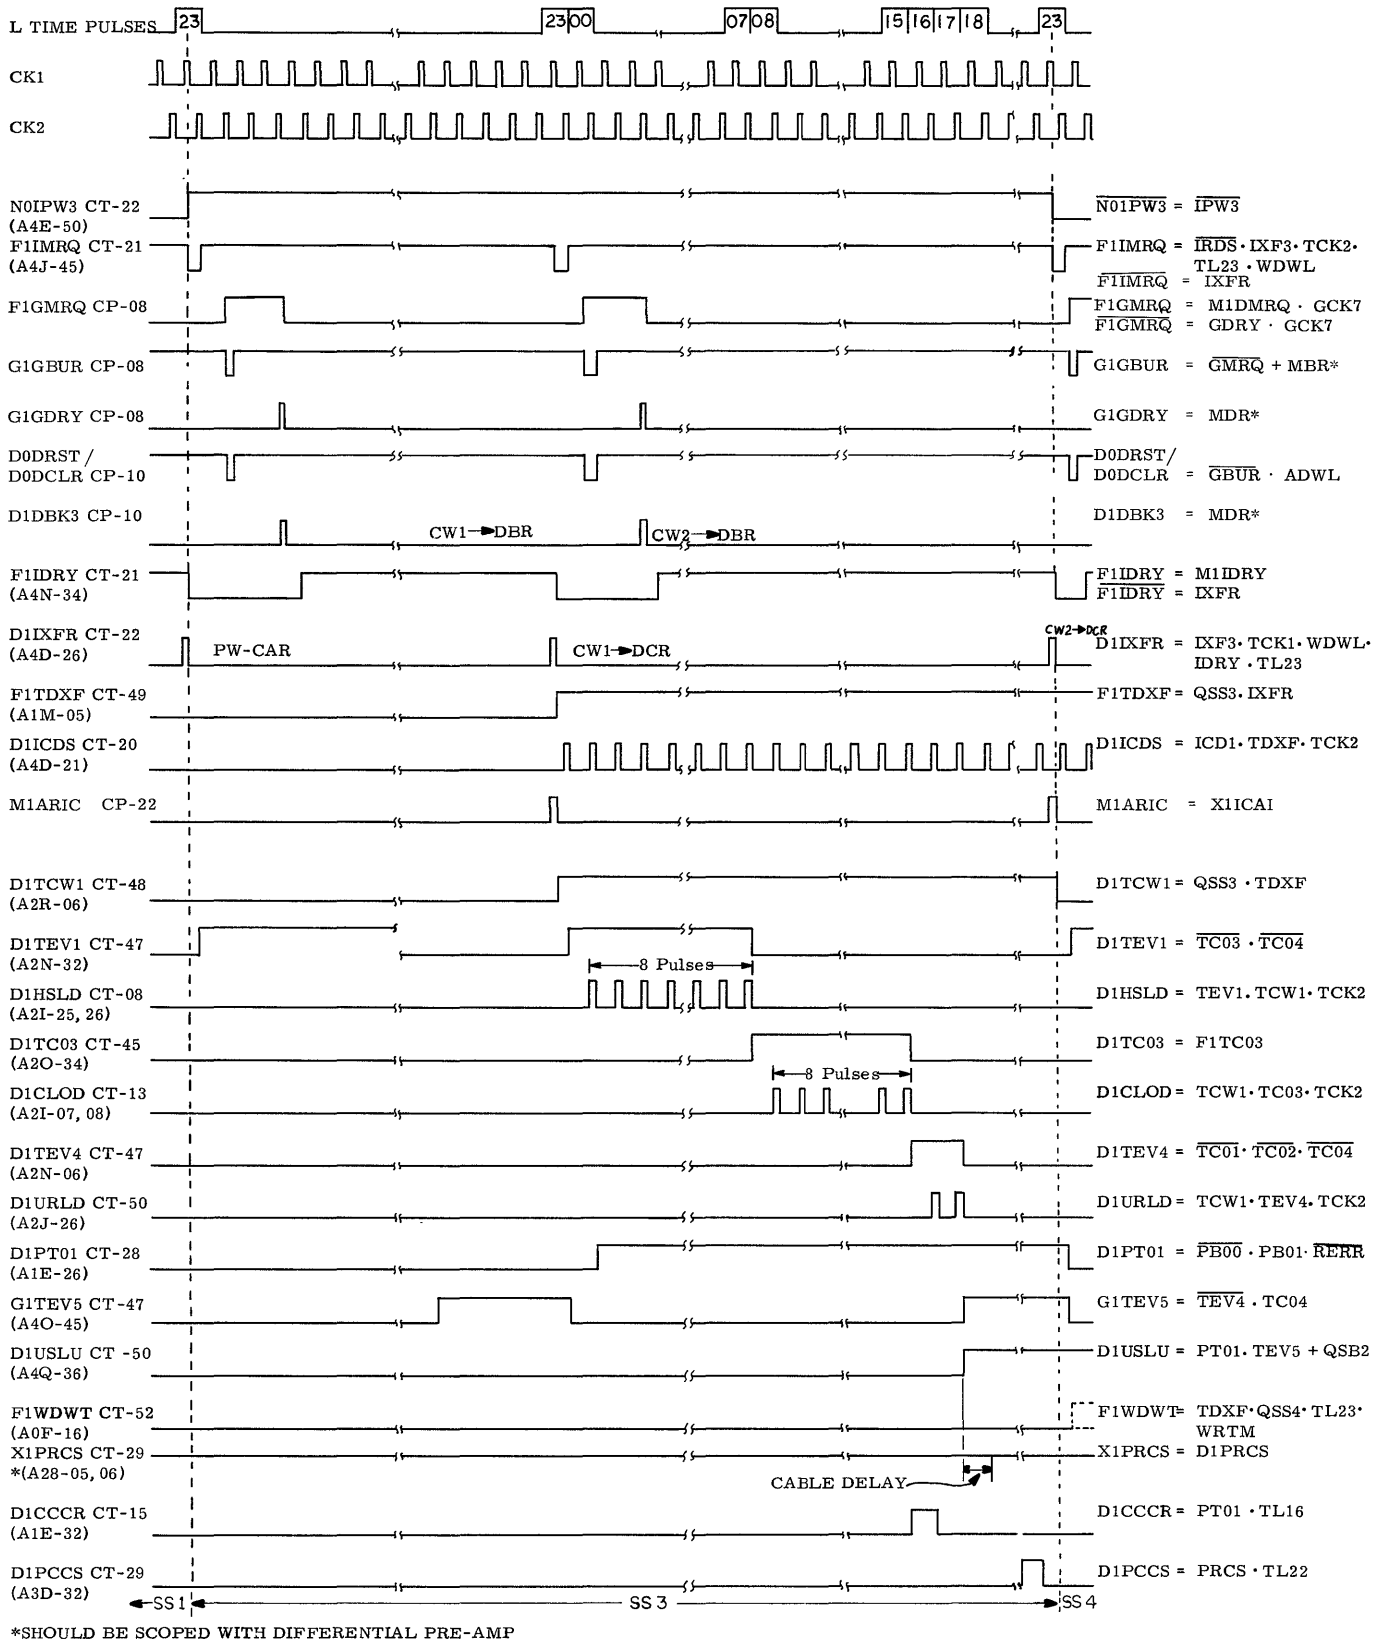 L TIME PULSES 23 23 00 07 08 15 16 17 18 23
CK1
CK2
N0IPW3 CT-22 N01PW3 = IPW3
(A4E-50)
F1IMRQ CT-21 F1IMRQ = IRDS·IXF3·TCK2·
(A4J-45) TL23·WDWL
F1IMRQ = IXFR
F1GMRQ CP-08 F1GMRQ = M1DMRQ · GCK7
F1GMRQ = GDRY · GCK7
G1GBUR CP-08 G1GBUR = GMRQ + MBR*
G1GDRY CP-08 G1GDRY = MDR*
D0DRST/ D0DRST/
D0DCLR CP-10 D0DCLR = GBUR · ADWL
D1DBK3 CP-10 CW1→DBR CW2→DBR D1DBK3 = MDR*
F1IDRY CT-21 F1IDRY = M1IDRY
(A4N-34) F1IDRY = IXFR
CW2→DCR
D1IXFR CT-22 PW-CAR CW1→DCR D1IXFR = IXF3·TCK1·WDWL·
(A4D-26) IDRY·TL23
F1TDXF CT-49 F1TDXF = QSS3.IXFR
(A1M-05)
D1ICDS CT-20 D1ICDS = ICD1·TDXF·TCK2
(A4D-21)
M1ARIC CP-22 M1ARIC = X1ICAI
D1TCW1 CT-48 D1TCW1 = QSS3·TDXF
(A2R-06)
D1TEV1 CT-47 D1TEV1 = TC03·TC04
(A2N-32)
8 Pulses
D1HSLD CT-08 D1HSLD = TEV1.TCW1·TCK2
(A2I-25, 26)
D1TC03 CT-45 D1TC03 = F1TC03
(A2O-34)
8 Pulses
D1CLOD CT-13 D1CLOD = TCW1·TC03·TCK2
(A2I-07, 08)
D1TEV4 CT-47 D1TEV4 = TC01·TC02·TC04
(A2N-06)
D1URLD CT-50 D1URLD = TCW1·TEV4.TCK2
(A2J-26)
D1PT01 CT-28 D1PT01 = PB00·PB01·RERR
(A1E-26)
G1TEV5 CT-47 G1TEV5 = TEV4.TC04
(A4O-45)
D1USLU CT-50 D1USLU = PT01.TEV5 + QSB2
(A4Q-36)
F1WDWT CT-52 F1WDWT= TDXF·QSS4·TL23·
(A0F-16) WRTM
X1PRCS CT-29 X1PRCS = D1PRCS
*(A28-05, 06)
CABLE DELAY
D1CCCR CT-15 D1CCCR = PT01·TL16
(A1E-32)
D1PCCS CT-29 D1PCCS = PRCS·TL22
(A3D-32)
SS1 SS3 SS4
*SHOULD BE SCOPED WITH DIFFERENTIAL PRE-AMP